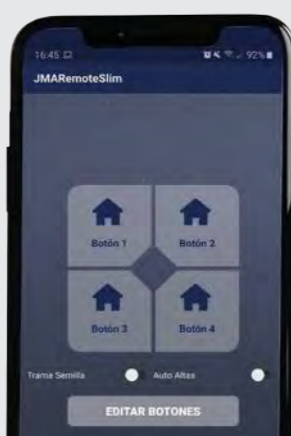 16:45
92%
JMARemoteSlim
Botón 1 Botón 2
Botón 3 Botón 4
Trama Semilla Auto Altas
EDITAR BOTONES